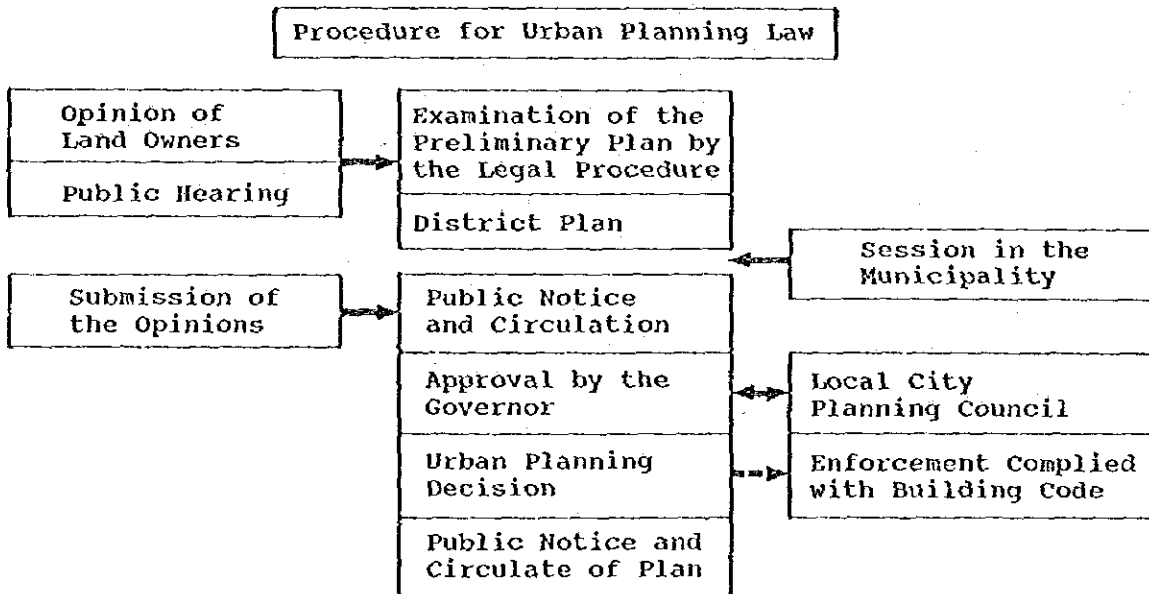 Procedure for Urban Planning Law
Opinion of
Land Owners
Public Hearing
Examination of the
Preliminary Plan by
the Legal Procedure
District Plan
Session in the
Municipality
Submission of
the Opinions
Public Notice
and Circulation
Approval by the
Governor
Local City
Planning Council
Urban Planning
Decision
Enforcement Complied
with Building Code
Public Notice and
Circulate of Plan